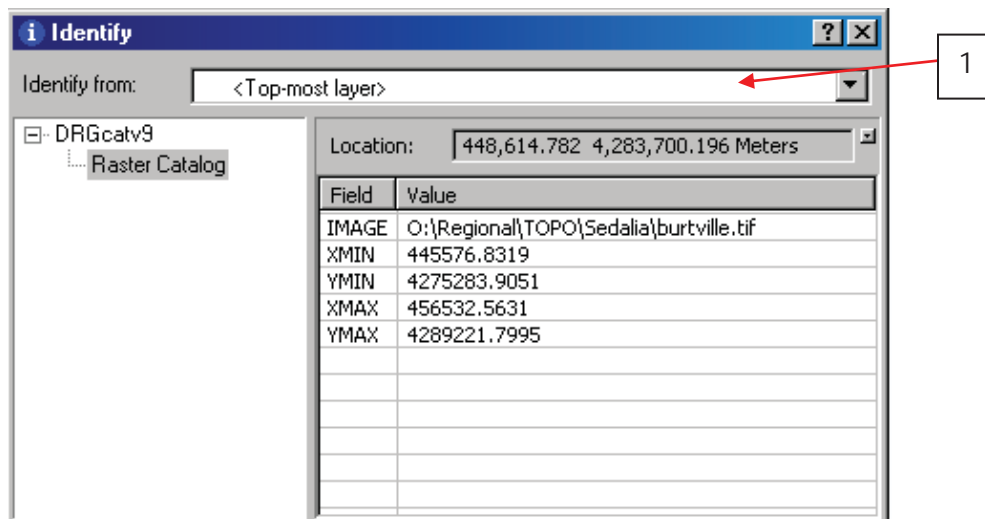 i Identify ? X
Identify from: <Top-most layer> 1
DRGcatv9
Raster Catalog
Location: 448,614.782 4,283,700.196 Meters
Field Value
IMAGE O:\Regional\TOPO\Sedalia\burtville.tif
XMIN 445576.8319
YMIN 4275283.9051
XMAX 456532.5631
YMAX 4289221.7995